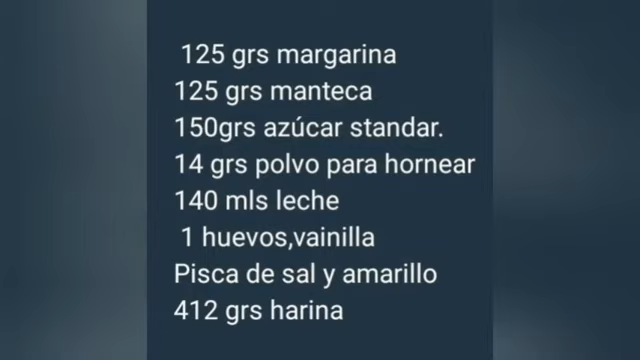 125 grs margarina
125 grs manteca
150grs azúcar standar.
14 grs polvo para hornear
140 mls leche
1 huevos,vainilla
Pisca de sal y amarillo
412 grs harina